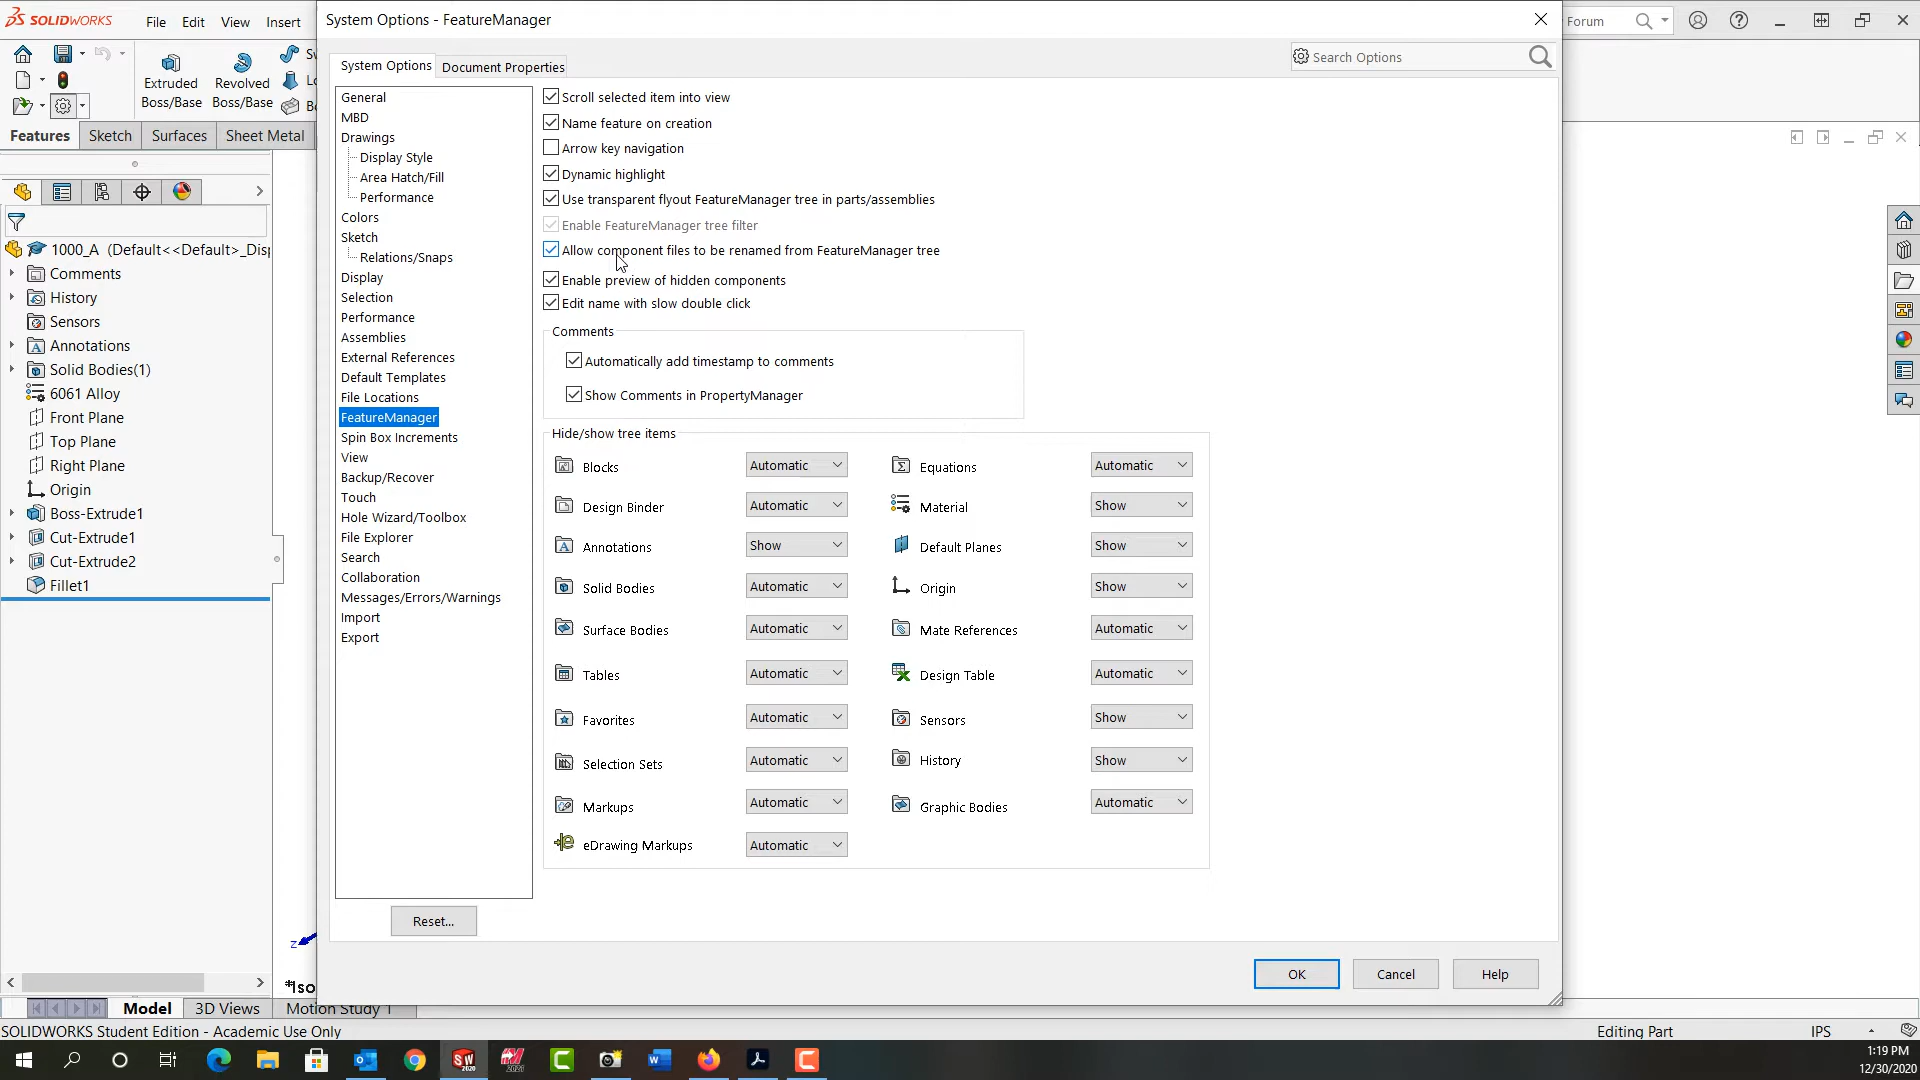 SOLIDWORKS
File Edit View Insert
System Options - FeatureManager
Forum
System Options
Document Properties
Search Options
Extruded
Boss/Base
Revolved
Boss/Base
Features
Sketch
Surfaces
Sheet Metal
1000_A (Default<<Default>_Disp
Comments
History
Sensors
Annotations
Solid Bodies(1)
6061 Alloy
Front Plane
Top Plane
Right Plane
Origin
Boss-Extrude1
Cut-Extrude1
Cut-Extrude2
Fillet1
General
MBD
Drawings
Display Style
Area Hatch/Fill
Performance
Colors
Sketch
Relations/Snaps
Display
Selection
Performance
Assemblies
External References
Default Templates
File Locations
FeatureManager
Spin Box Increments
View
Backup/Recover
Touch
Hole Wizard/Toolbox
File Explorer
Search
Collaboration
Messages/Errors/Warnings
Import
Export
Reset...
Scroll selected item into view
Name feature on creation
Arrow key navigation
Dynamic highlight
Use transparent flyout FeatureManager tree in parts/assemblies
Enable FeatureManager tree filter
Allow component files to be renamed from FeatureManager tree
Enable preview of hidden components
Edit name with slow double click
Comments
Automatically add timestamp to comments
Show Comments in PropertyManager
Hide/show tree items
Blocks Automatic Equations Automatic
Design Binder Automatic Material Show
Annotations Show Default Planes Show
Solid Bodies Automatic Origin Show
Surface Bodies Automatic Mate References Automatic
Tables Automatic Design Table Automatic
Favorites Automatic Sensors Show
Selection Sets Automatic History Show
Markups Automatic Graphic Bodies Automatic
eDrawing Markups Automatic
OK Cancel Help
z
*Iso
Model 3D Views Motion Study 1
SOLIDWORKS Student Edition - Academic Use Only
Editing Part IPS
1:19 PM
12/30/2020